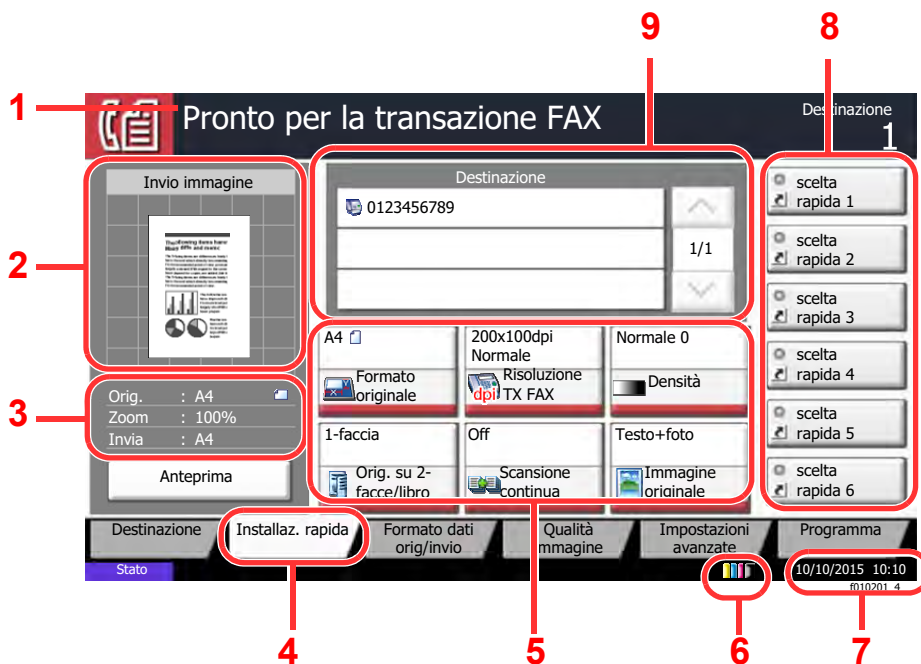 9
8
1
Pronto per la transazione FAX
Destinazione
1
Invio immagine
2
3
Orig. : A4
Zoom : 100%
Invia : A4
Anteprima
Destinazione
0123456789
1/1
A4
Formato
originale
200x100dpi
Normale
dpi
Risoluzione
TX FAX
Normale 0
Densità
1-faccia
Orig. su 2-
facce/libro
Off
Scansione
continua
Testo+foto
Immagine
originale
scelta
rapida 1
scelta
rapida 2
scelta
rapida 3
scelta
rapida 4
scelta
rapida 5
scelta
rapida 6
Destinazione
Installaz. rapida
Formato dati
orig/invio
Qualità
immagine
Impostazioni
avanzate
Programma
Stato
10/10/2015 10:10
f010201_4
4
5
6
7